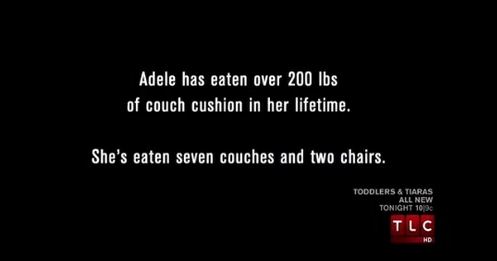 Adele has eaten over 200 lbs
of couch cushion in her lifetime.
She's eaten seven couches and two chairs.
TODDLERS & TIARAS
ALL NEW
TONIGHT 10|9c
TLC
HD